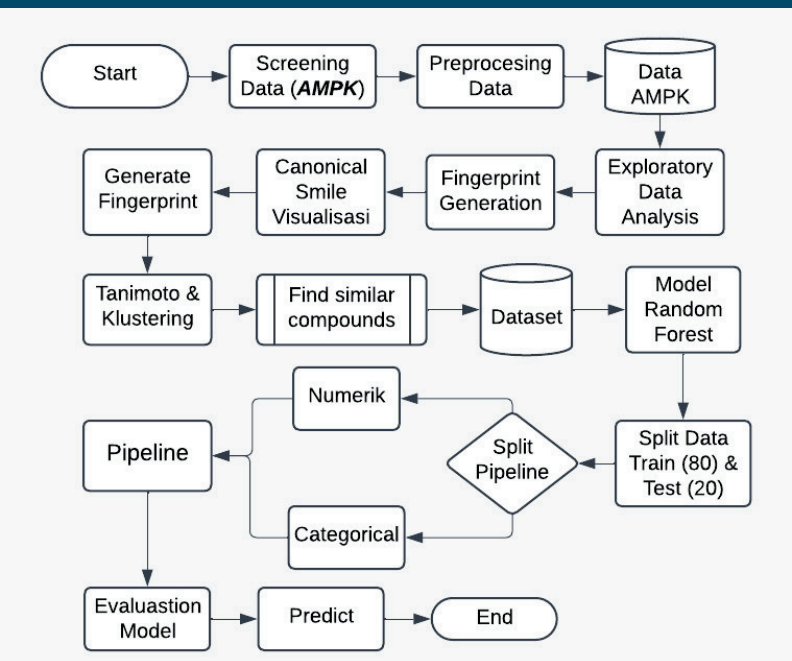 Start
Screening
Data (AMPK)
Preprocesing
Data
Data
AMPK
Exploratory
Data
Analysis
Fingerprint
Generation
Canonical
Smile
Visualisasi
Generate
Fingerprint
Tanimoto &
Klustering
Find similar
compounds
Dataset
Model
Random
Forest
Split Data
Train (80) &
Test (20)
Split
Pipeline
Numerik
Categorical
Pipeline
Evaluastion
Model
Predict
End